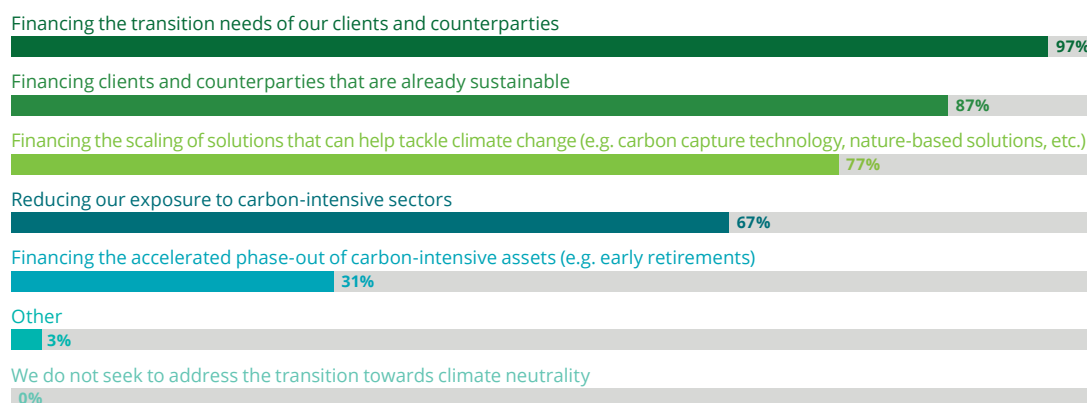 Financing the transition needs of our clients and counterparties
97%
Financing clients and counterparties that are already sustainable
87%
Financing the scaling of solutions that can help tackle climate change (e.g. carbon capture technology, nature-based solutions, etc.)
77%
Reducing our exposure to carbon-intensive sectors
67%
Financing the accelerated phase-out of carbon-intensive assets (e.g. early retirements)
31%
Other
3%
We do not seek to address the transition towards climate neutrality
0%